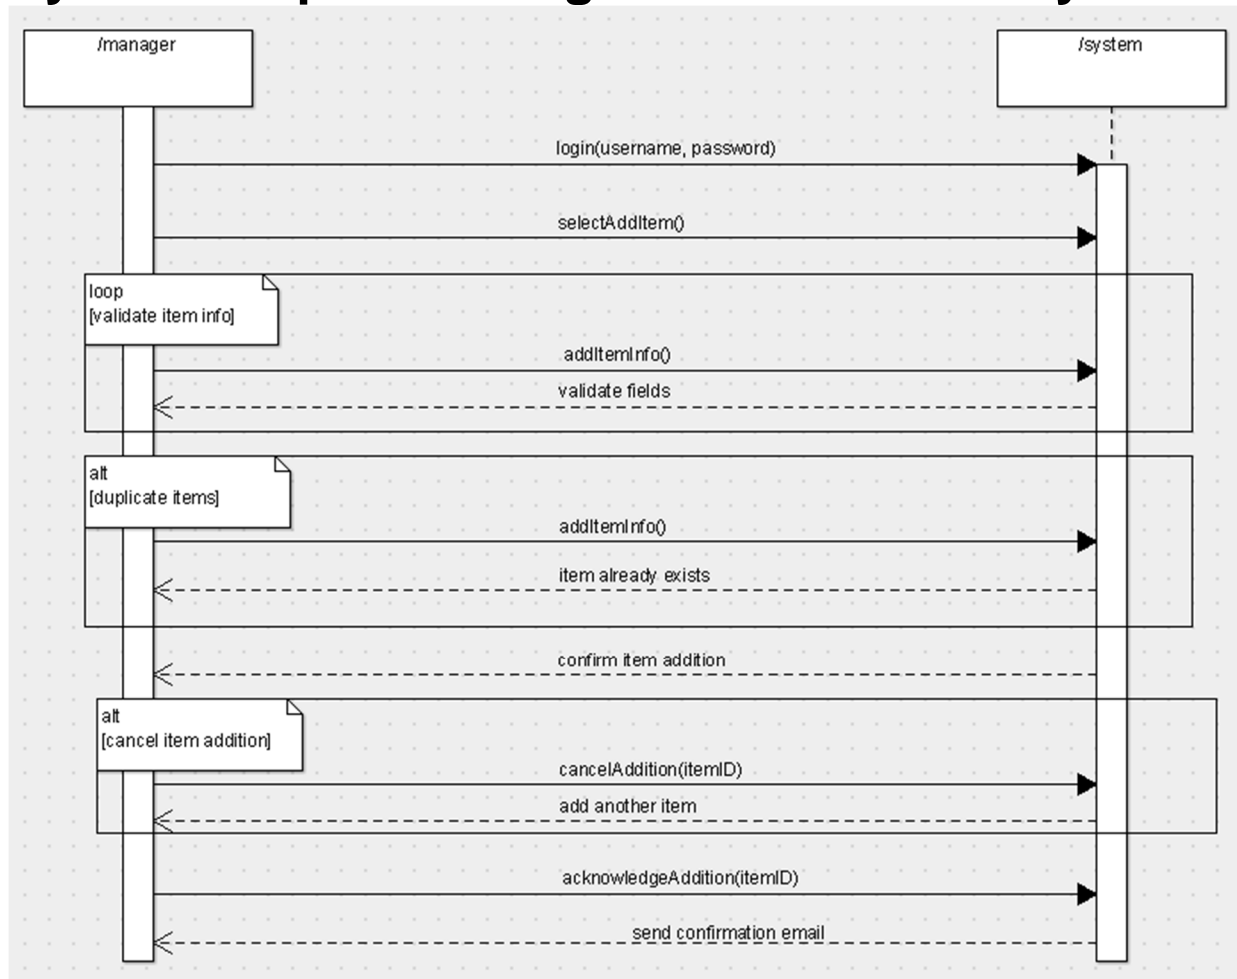 /manager
/system
login(username, password)
selectAddItem()
loop
[validate item info]
addItemInfo()
validate fields
alt
[duplicate items]
addItemInfo()
item already exists
confirm item addition
alt
[cancel item addition]
cancelAddition(itemID)
add another item
acknowledgeAddition(itemID)
send confirmation email